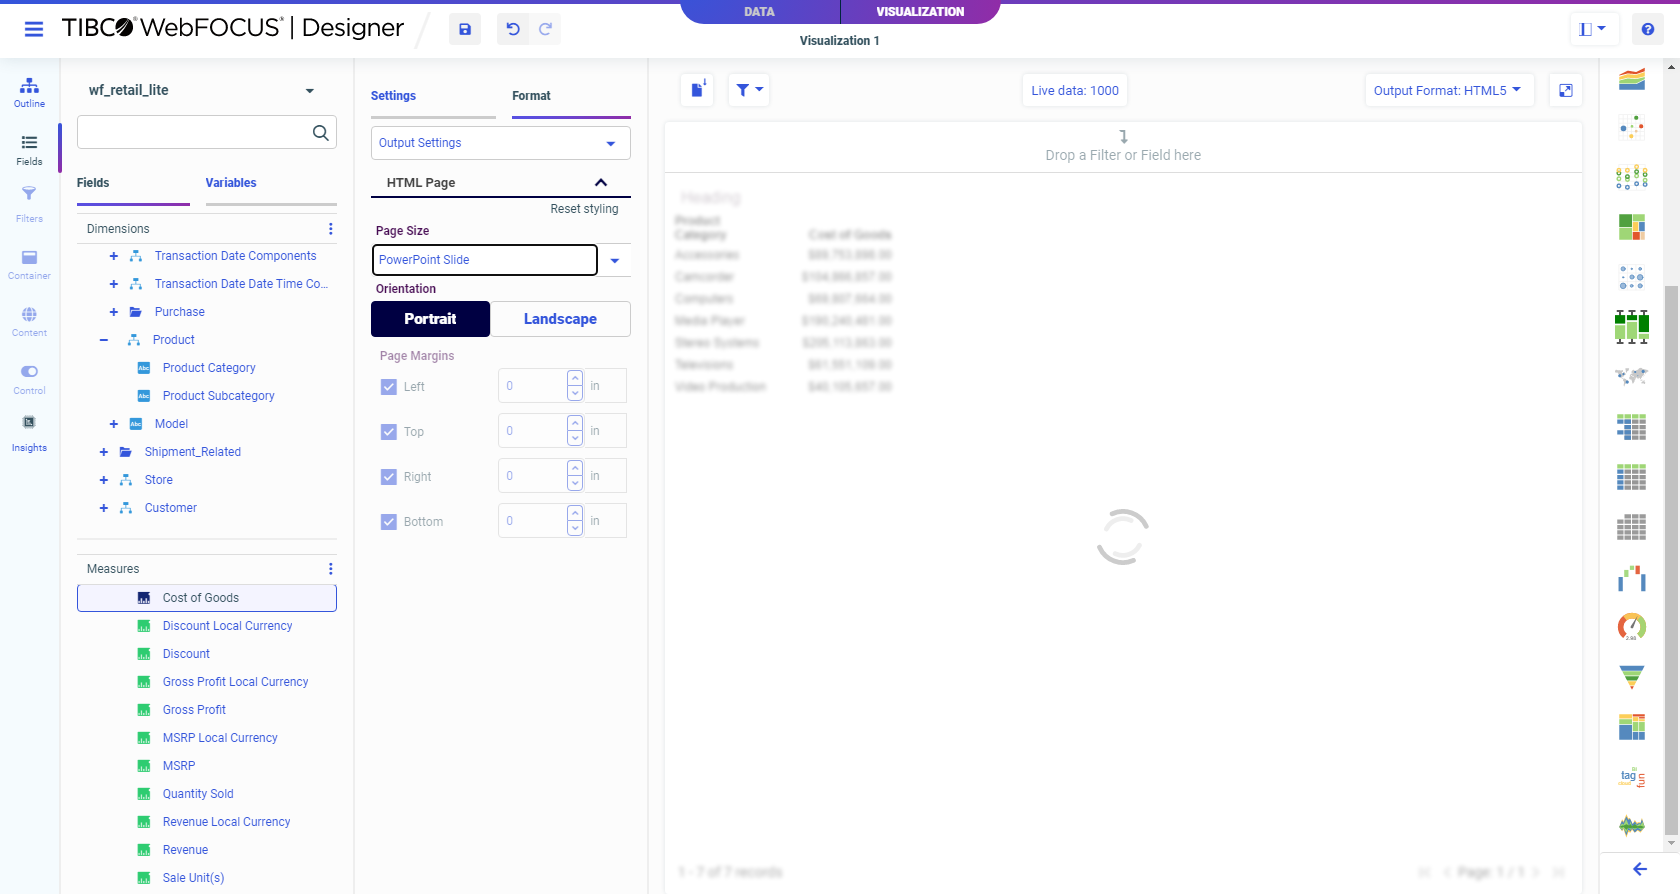 DATA
VISUALIZATION
TIBCO WebFOCUS® | Designer
Visualization 1
Outline
Fields
Filters
Container
Content
Control
Insights
wf_retail_lite
Fields
Variables
Dimensions
Transaction Date Components
Transaction Date Date Time Co...
Purchase
Product
Product Category
Product Subcategory
Model
Shipment_Related
Store
Customer
Measures
Cost of Goods
Discount Local Currency
Discount
Gross Profit Local Currency
Gross Profit
MSRP Local Currency
MSRP
Quantity Sold
Revenue Local Currency
Revenue
Sale Unit(s)
Settings
Format
Output Settings
HTML Page
Reset styling
Page Size
PowerPoint Slide
Orientation
Portrait
Landscape
Page Margins
Left
0
in
Top
0
in
Right
0
in
Bottom
0
in
Live data: 1000
Output Format: HTML5
Drop a Filter or Field here
Heading
Product
Category
Cost of Goods
Accessories
Camcorder
Computers
Media Player
Stereo Systems
Televisions
Video Production
1 - 7 of 7 records
Page: 1 / 1
2.98
tag
fun